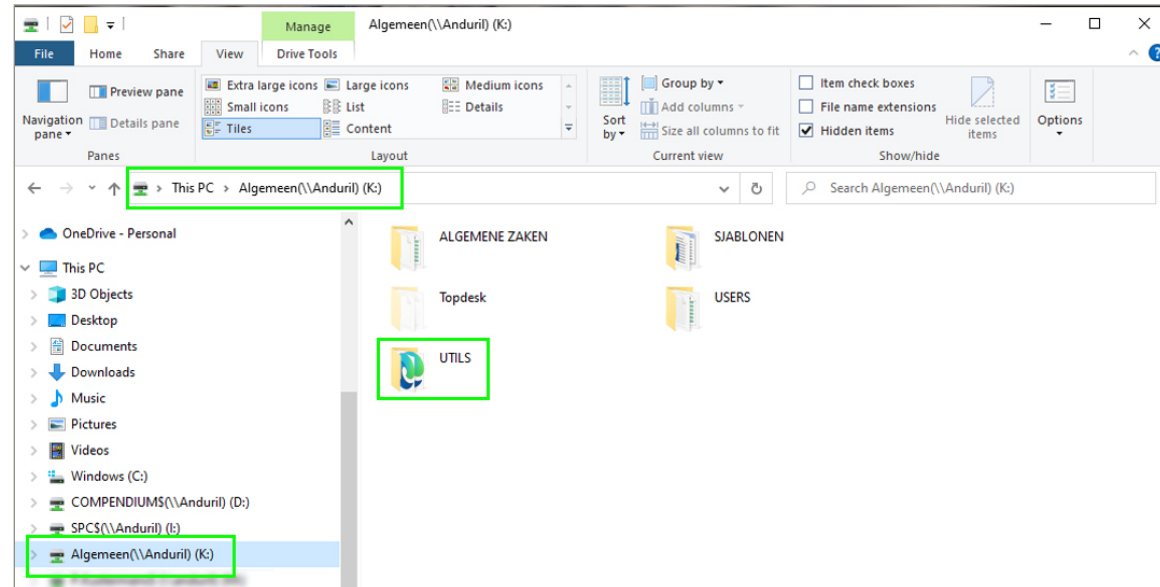 Manage Algemeen(\\Anduril) (K:)
File Home Share View Drive Tools
Navigation pane
Preview pane
Details pane
Panes
Extra large icons Large icons Medium icons
Small icons List Details
Tiles Content
Layout
Sort by
Group by
Add columns
Size all columns to fit
Current view
Item check boxes
File name extensions
Hidden items
Hide selected items
Show/hide
Options
This PC > Algemeen(\\Anduril) (K:)
Search Algemeen(\\Anduril) (K:)
OneDrive - Personal
This PC
3D Objects
Desktop
Documents
Downloads
Music
Pictures
Videos
Windows (C:)
COMPENDIUM$(\\Anduril) (D:)
SPC$(\\Anduril) (I:)
Algemeen(\\Anduril) (K:)
ALGEMENE ZAKEN
SJABLONEN
Topdesk
USERS
UTILS